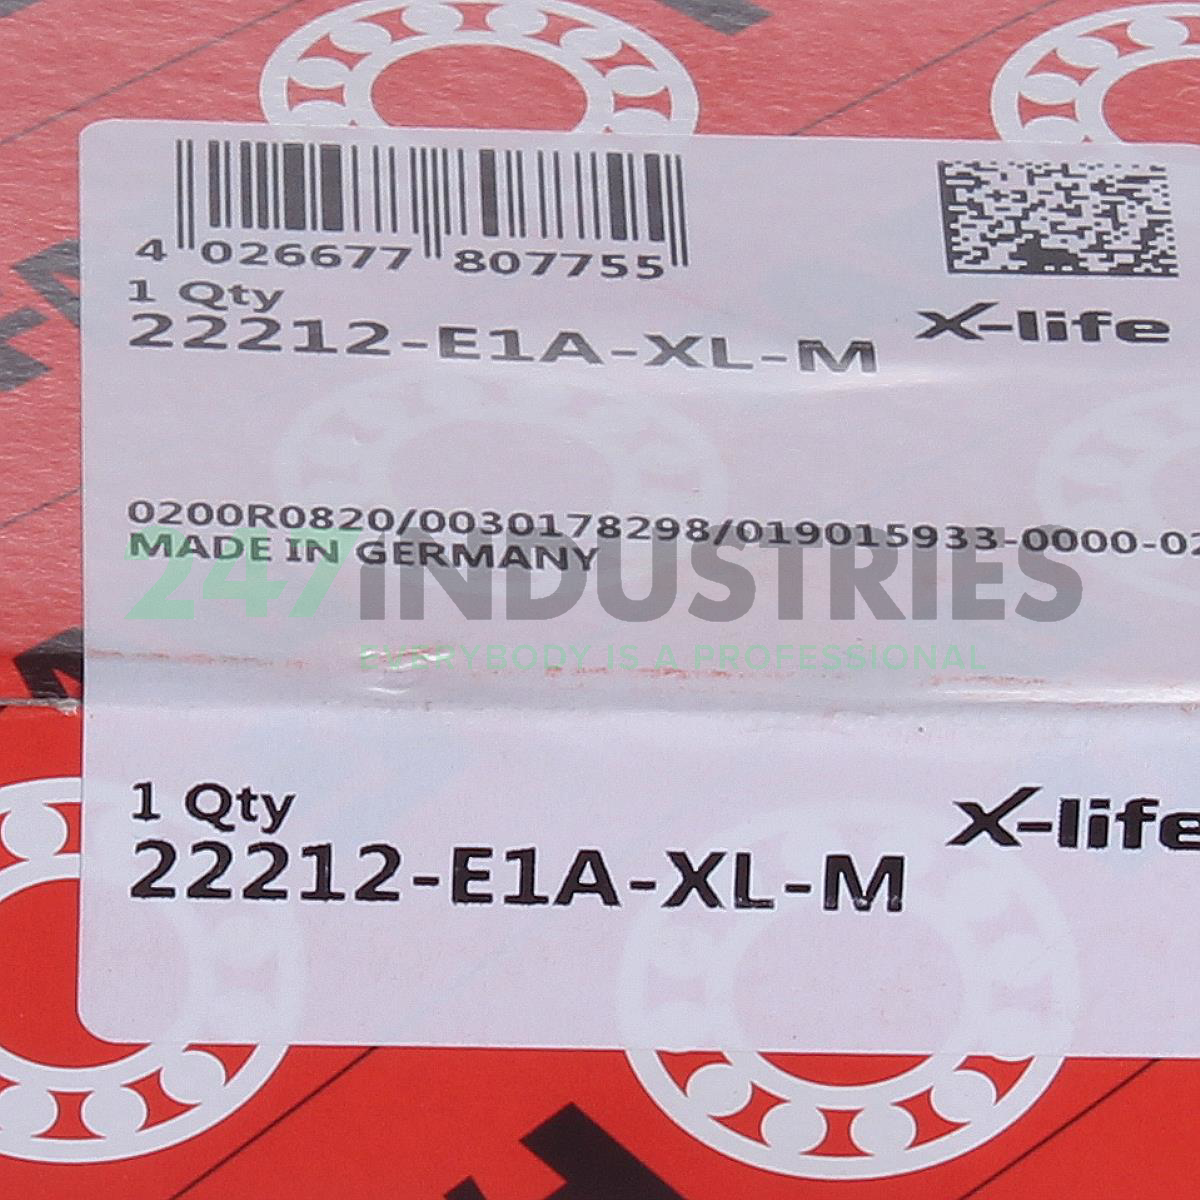 4 026677 807755
1 Qty
22212-E1A-XL-M
X-life
0200R0820/0030178298/019015933-0000-02
MADE IN GERMANY
247INDUSTRIES
EVERYBODY IS A PROFESSIONAL
1 Qty
22212-E1A-XL-M
X-life